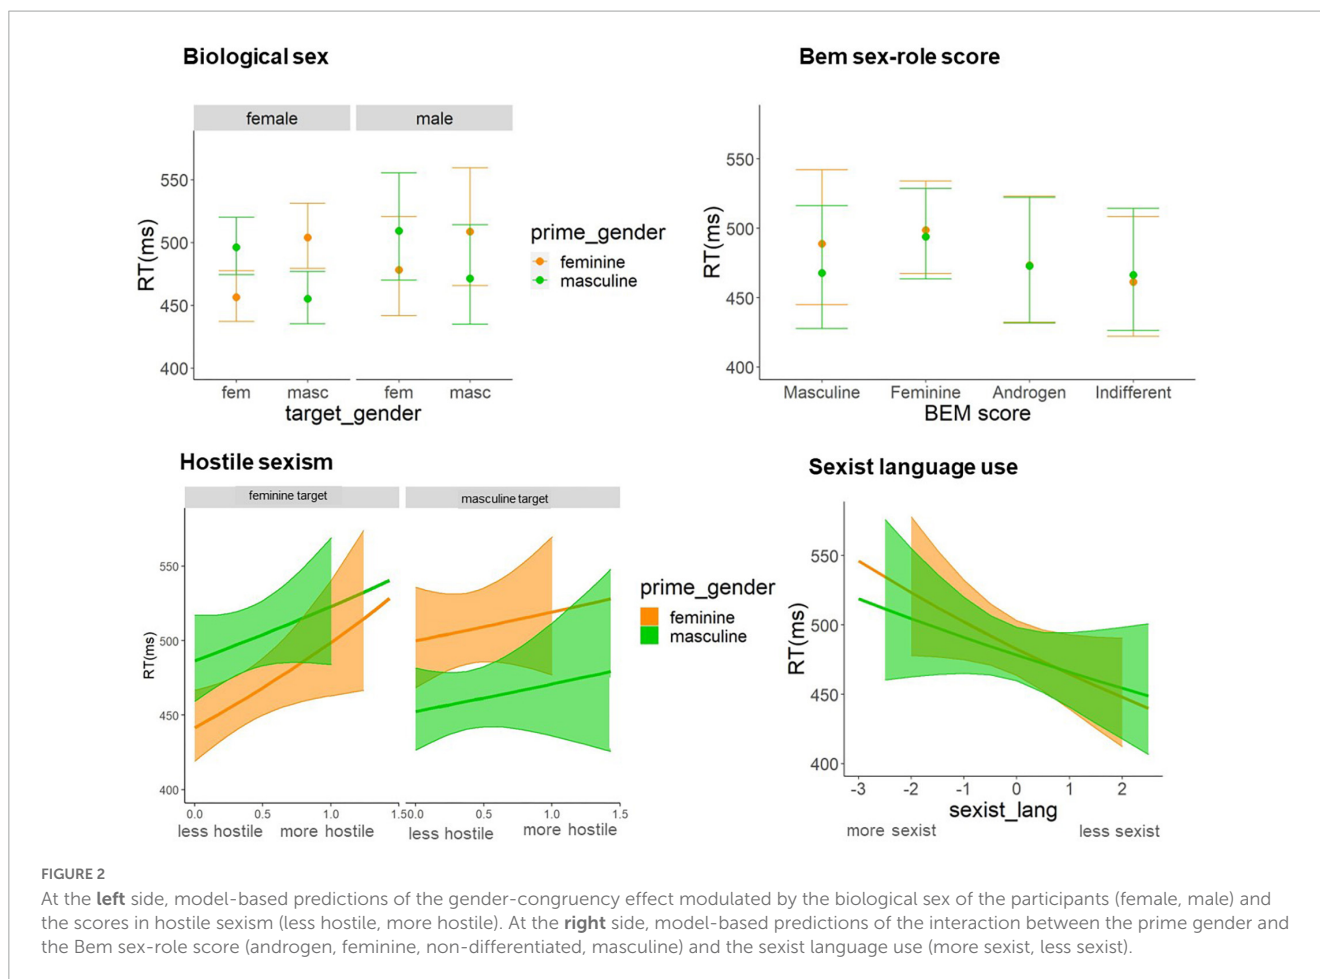 Biological sex
female male
550
500
450
400
RT(ms)
fem masc fem masc
target_gender
prime_gender
feminine
masculine
Bem sex-role score
550
500
450
400
RT(ms)
Masculine Feminine Androgen Indifferent
BEM score
Hostile sexism
feminine target masculine target
550
500
450
400
RT(ms)
0.0 0.5 1.0 1.50.0 0.5 1.0 1.5
less hostile more hostile less hostile more hostile
prime_gender
feminine
masculine
Sexist language use
550
500
450
400
RT(ms)
-3 -2 -1 0 1 2
sexist_lang
more sexist less sexist
FIGURE 2
At the left side, model-based predictions of the gender-congruency effect modulated by the biological sex of the participants (female, male) and
the scores in hostile sexism (less hostile, more hostile). At the right side, model-based predictions of the interaction between the prime gender and
the Bem sex-role score (androgen, feminine, non-differentiated, masculine) and the sexist language use (more sexist, less sexist).